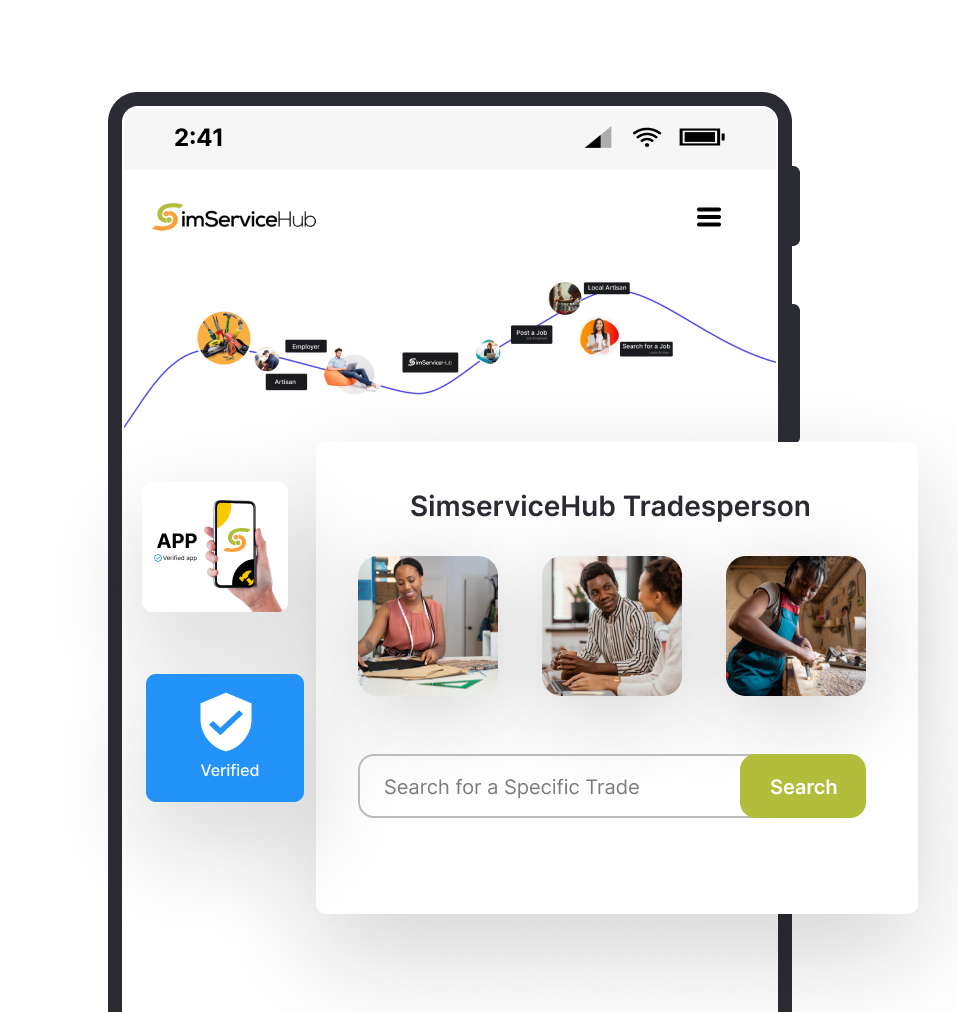 2:41
SimServiceHub
Local Artisan
Post a Job
Employer
Search for a Job
SimServiceHub
Artisan
SimserviceHub Tradesperson
APP
Verified app
Verified
Search for a Specific Trade
Search